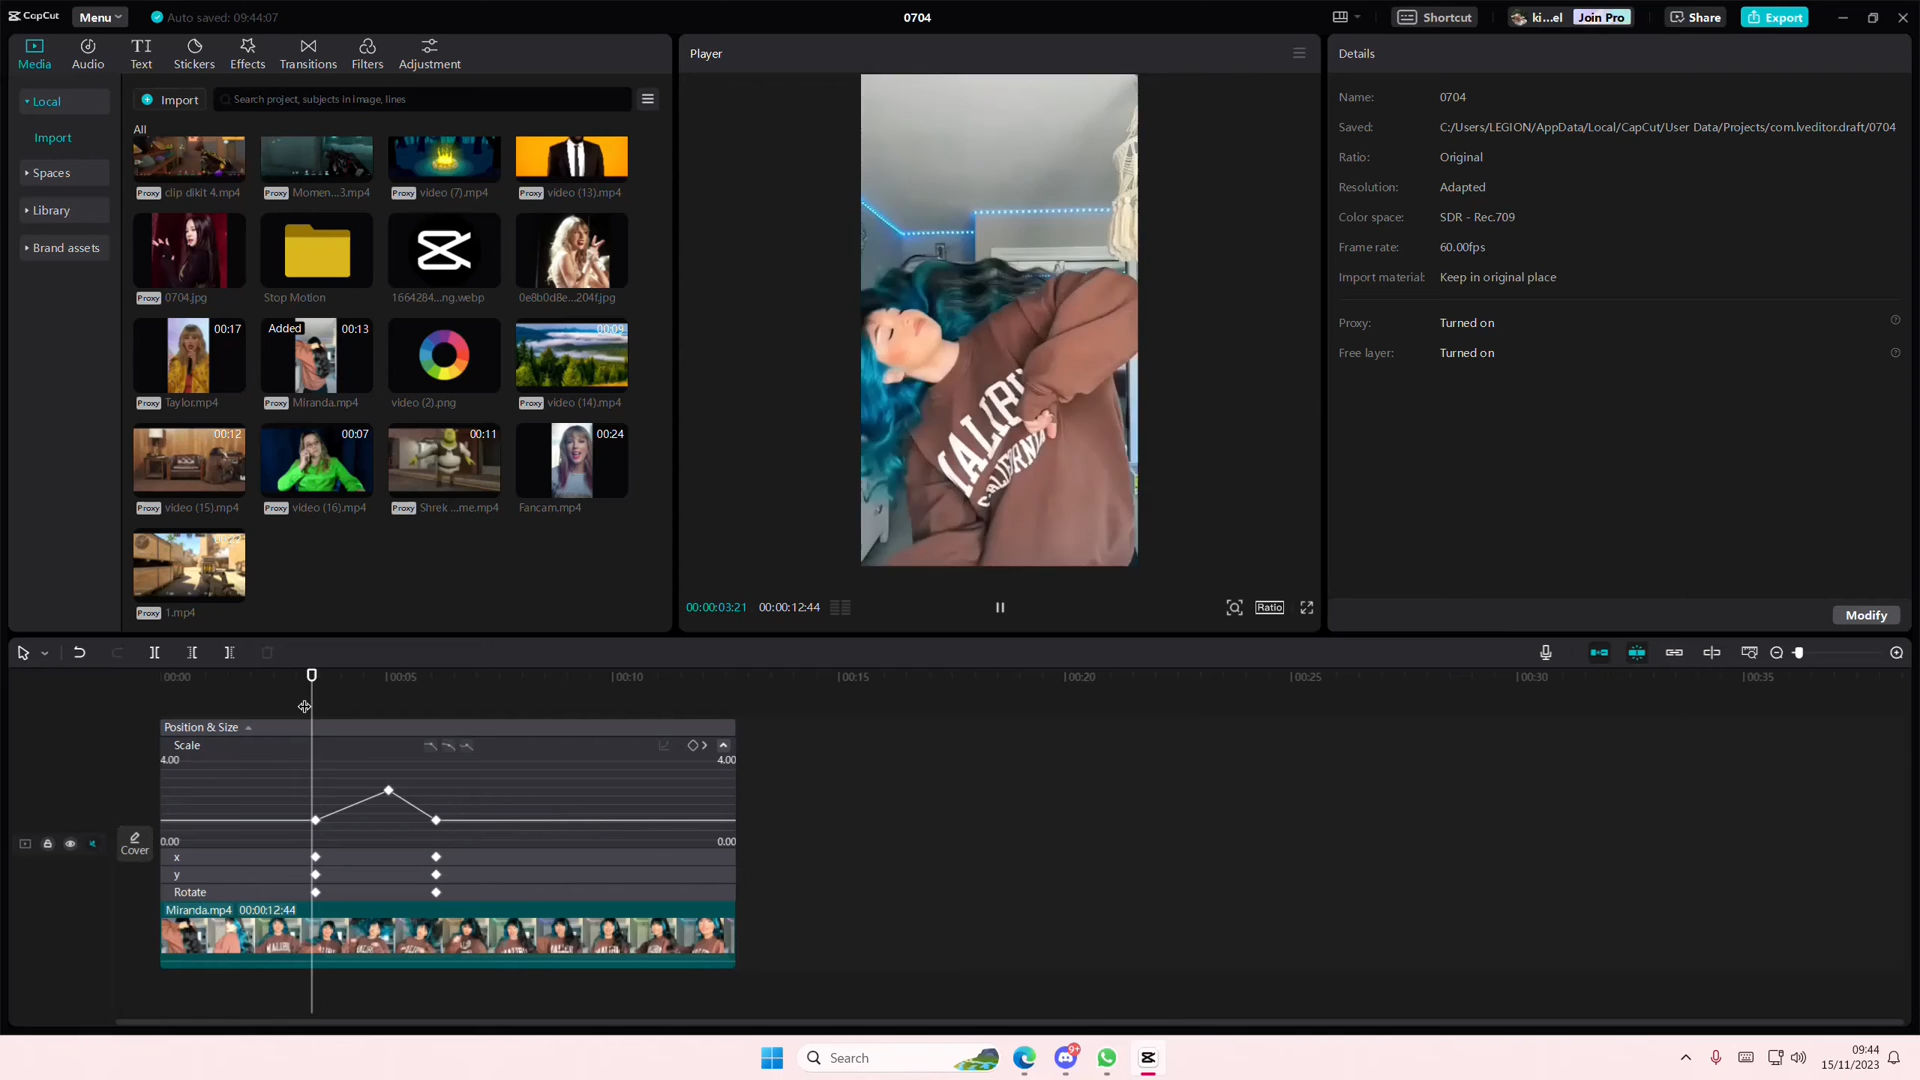 CapCut Menu Auto saved: 09:44:07 0704 Shortcut ki...el Join Pro Share Export
Media Audio Text Stickers Effects Transitions Filters Adjustment
Player
Details
Local
Import
Spaces
Library
Brand assets
Import Search project, subjects in image, lines
All
Proxy clip dikit 4.mp4 Proxy Momen...3.mp4 Proxy video (7).mp4 Proxy video (13).mp4
Proxy 0704.jpg Stop Motion 1664284...ng.webp 0e8b0d8e...204f.jpg
00:17 Added 00:13 00:09
Proxy Taylor.mp4 Proxy Miranda.mp4 video (2).png Proxy video (14).mp4
00:12 00:07 00:11 00:24
Proxy video (15).mp4 Proxy video (16).mp4 Proxy Shrek ...me.mp4 Fancam.mp4
Proxy 1.mp4
MALIBU
CALIFORNIA
00:00:03:21 00:00:12:44 Ratio
Name: 0704
Saved: C:/Users/LEGION/AppData/Local/CapCut/User Data/Projects/com.lveditor.draft/0704
Ratio: Original
Resolution: Adapted
Color space: SDR - Rec.709
Frame rate: 60.00fps
Import material: Keep in original place
Proxy: Turned on
Free layer: Turned on
Modify
00:00 00:05 00:10 00:15 00:20 00:25 00:30 00:35
Position & Size
Scale
4.00 4.00
0.00 0.00
x
y
Rotate
Cover
Miranda.mp4 00:00:12:44
Search
9+
09:44
15/11/2023